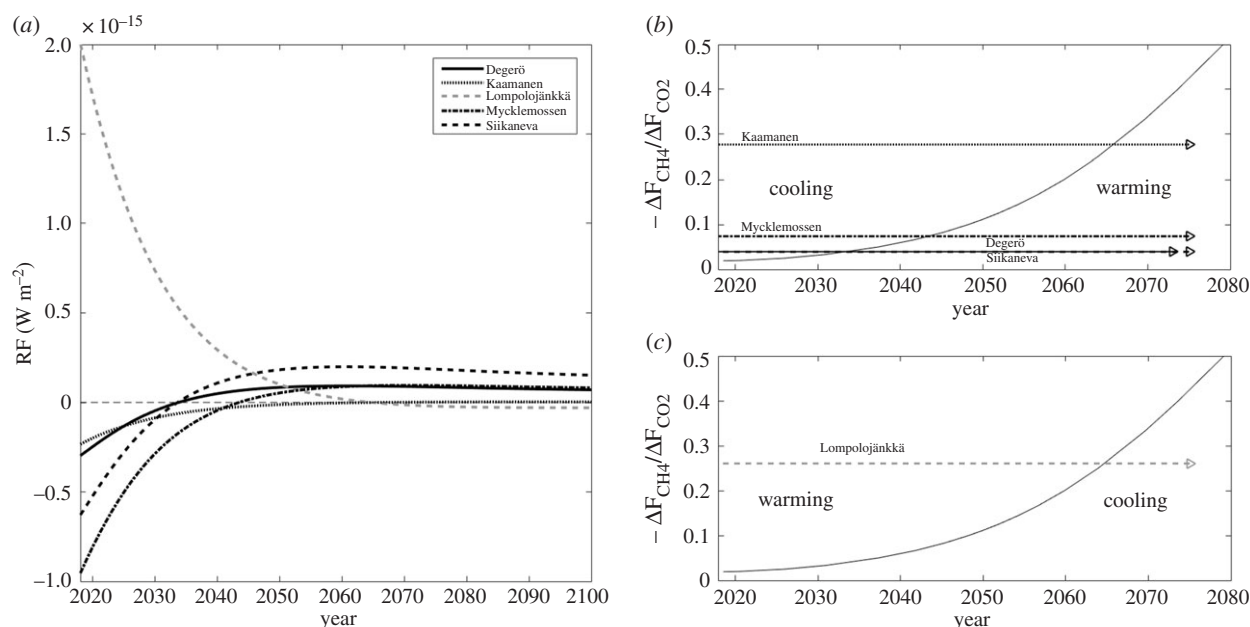 (a)
× 10⁻¹⁵
2.0
1.5
1.0
0.5
0
−0.5
−1.0
RF (W m⁻²)
Degerö
Kaamanen
Lompolojänkkä
Mycklemossen
Siikaneva
2020 2030 2040 2050 2060 2070 2080 2090 2100
year
(b)
0.5
0.4
0.3
0.2
0.1
0
− ΔF_CH4/ΔF_CO2
Kaamanen
cooling
warming
Mycklemossen
Degerö
Siikaneva
2020 2030 2040 2050 2060 2070 2080
year
(c)
0.5
0.4
0.3
0.2
0.1
0
− ΔF_CH4/ΔF_CO2
Lompolojänkkä
warming
cooling
2020 2030 2040 2050 2060 2070 2080
year